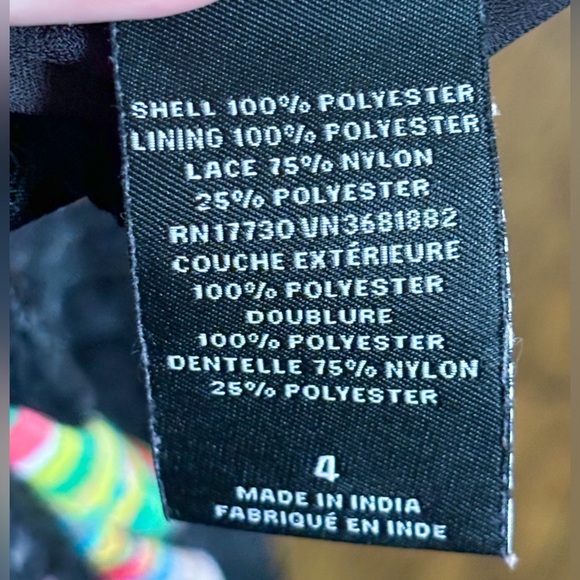 SHELL 100% POLYESTER
LINING 100% POLYESTER
LACE 75% NYLON
25% POLYESTER
RN17730 VN3681882
COUCHE EXTÉRIEURE
100% POLYESTER
DOUBLURE
100% POLYESTER
DENTELLE 75% NYLON
25% POLYESTER
4
MADE IN INDIA
FABRIQUÉ EN INDE